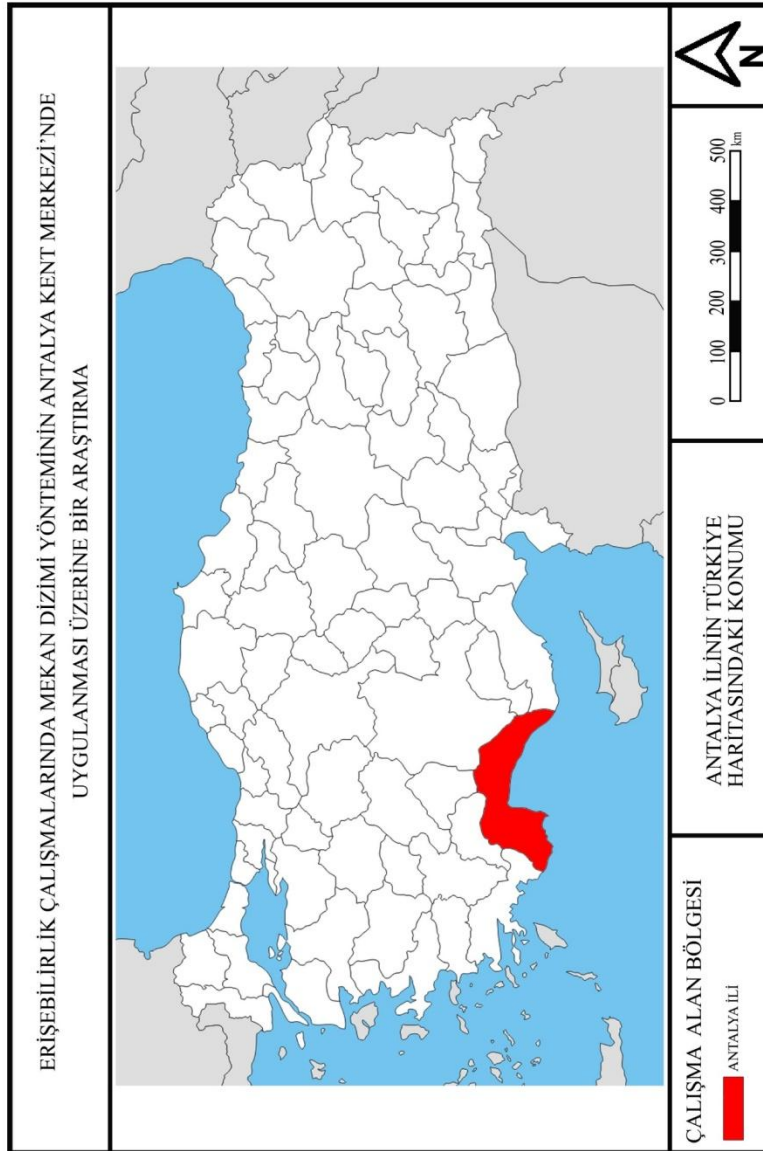 ERİŞEBİLİRLİK ÇALIŞMALARINDA MEKAN DİZİMİ YÖNTEMİNİN ANTALYA KENT MERKEZİ'NDE
UYGULANMASI ÜZERİNE BİR ARAŞTIRMA
ÇALIŞMA ALAN BÖLGESİ
ANTALYA İLİ
ANTALYA İLİNİN TÜRKİYE
HARİTASINDAKİ KONUMU
0 100 200 300 400 500
km
N